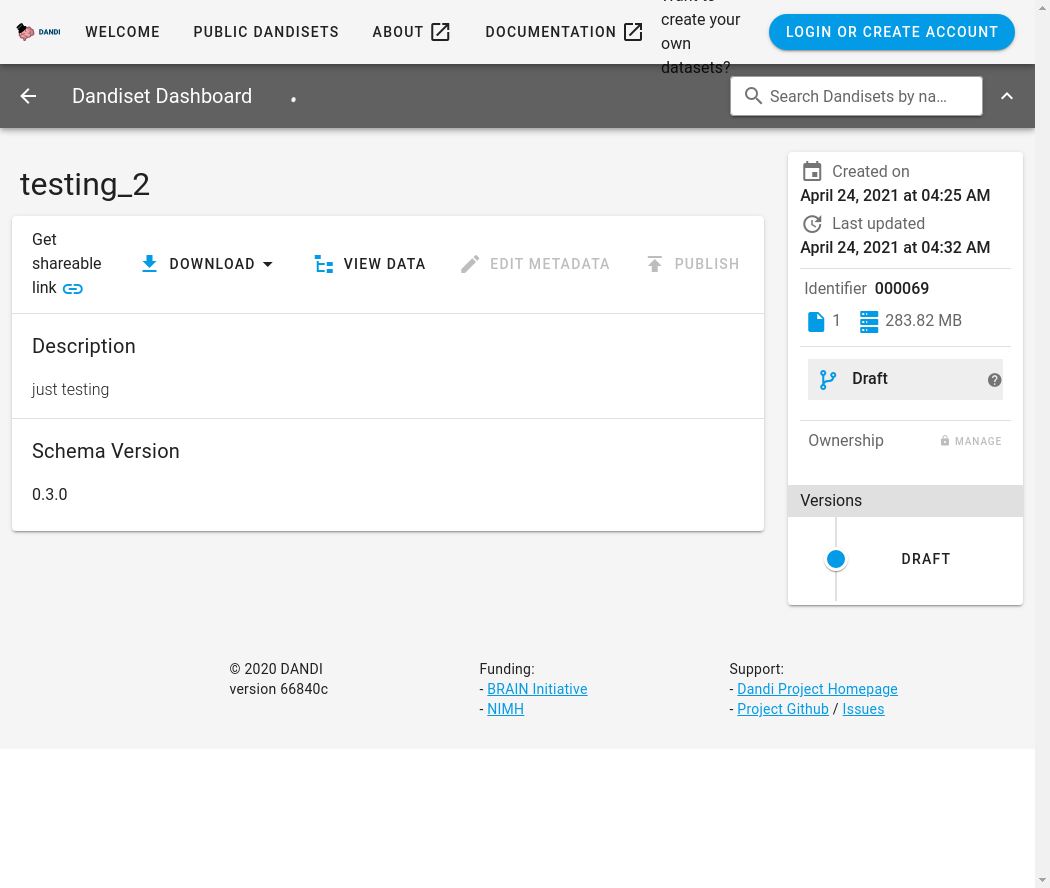 DANDI
WELCOME
PUBLIC DANDISETS
ABOUT
DOCUMENTATION
create your
own
datasets?
LOGIN OR CREATE ACCOUNT
Dandiset Dashboard
Search Dandisets by na…
testing_2
Get
shareable
link
DOWNLOAD
VIEW DATA
EDIT METADATA
PUBLISH
Description
just testing
Schema Version
0.3.0
Created on
April 24, 2021 at 04:25 AM
Last updated
April 24, 2021 at 04:32 AM
Identifier 000069
1 283.82 MB
Draft
?
Ownership
MANAGE
Versions
DRAFT
© 2020 DANDI
version 66840c
Funding:
- BRAIN Initiative
- NIMH
Support:
- Dandi Project Homepage
- Project Github / Issues